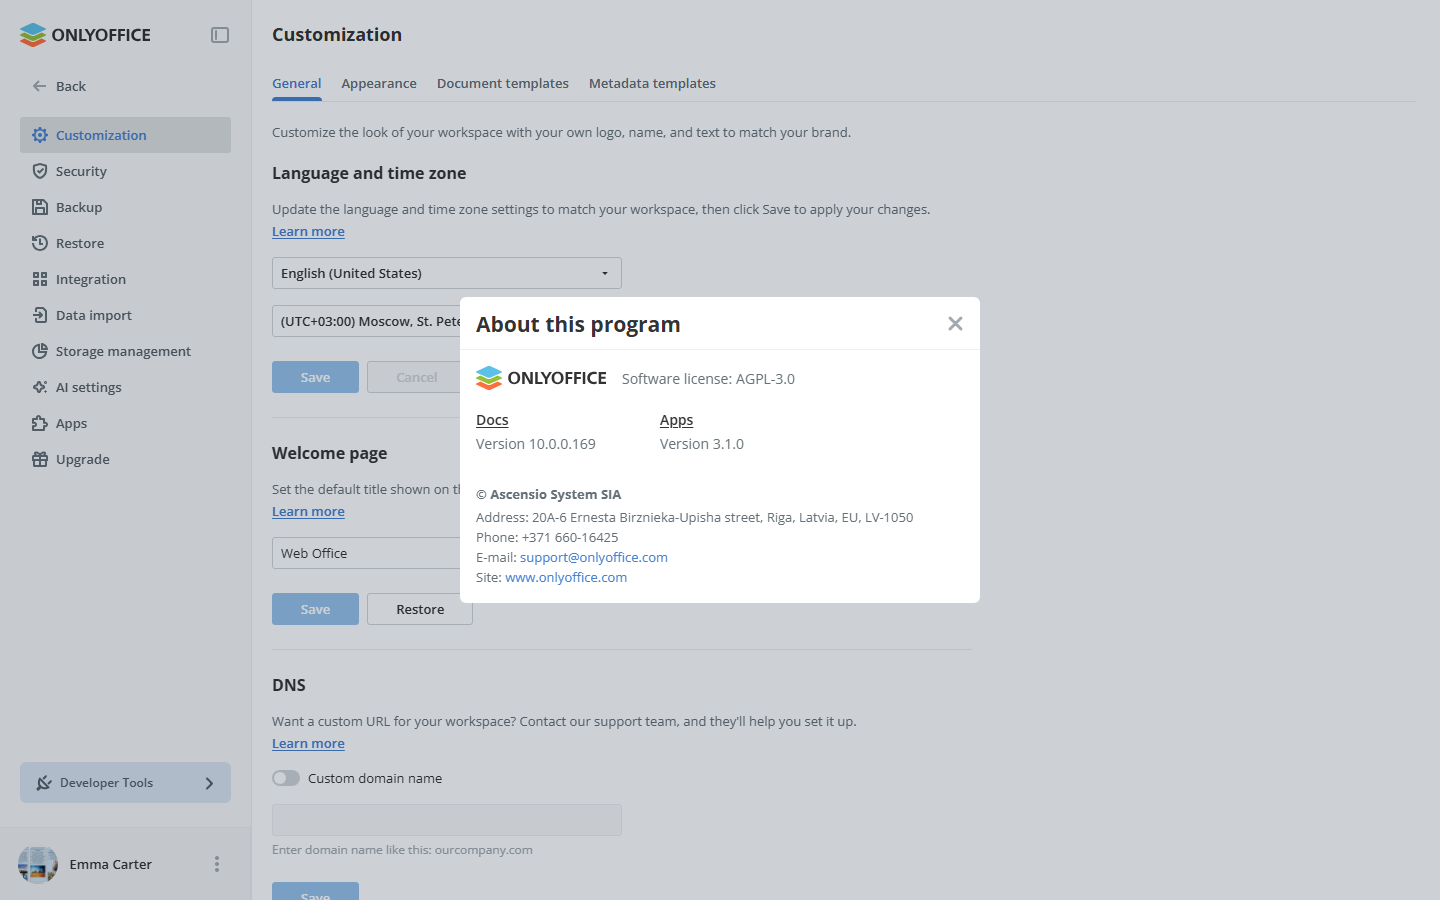 ONLYOFFICE
Back
Customization
Security
Backup
Restore
Integration
Data import
Storage management
AI settings
Apps
Upgrade
Developer Tools
Emma Carter
Customization
General Appearance Document templates Metadata templates
Customize the look of your workspace with your own logo, name, and text to match your brand.
Language and time zone
Update the language and time zone settings to match your workspace, then click Save to apply your changes.
Learn more
English (United States)
(UTC+03:00) Moscow, St. Pete
Save Cancel
Welcome page
Set the default title shown on th
Learn more
Web Office
Save Restore
DNS
Want a custom URL for your workspace? Contact our support team, and they'll help you set it up.
Learn more
Custom domain name
Enter domain name like this: ourcompany.com
Save
About this program
ONLYOFFICE Software license: AGPL-3.0
Docs Apps
Version 10.0.0.169 Version 3.1.0
© Ascensio System SIA
Address: 20A-6 Ernesta Birznieka-Upisha street, Riga, Latvia, EU, LV-1050
Phone: +371 660-16425
E-mail: support@onlyoffice.com
Site: www.onlyoffice.com